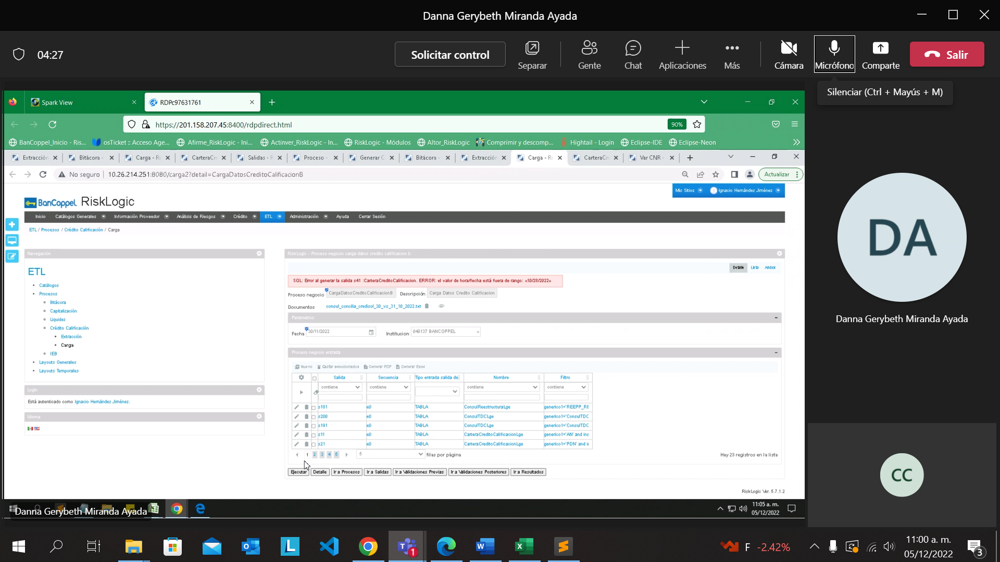 Danna Gerybeth Miranda Ayada
04:27
Solicitar control
Separar
Gente
Chat
Aplicaciones
Más
Cámara
Micrófono
Comparte
Salir
Silenciar (Ctrl + Mayús + M)
Spark View
RDPc97631761
https://201.158.207.45:8400/rdpdirect.html
90%
BanCoppel_Inicio - Ris...
osTicket :: Acceso Age...
Afirme_RiskLogic - Ini...
Actinver_RiskLogic - In...
RiskLogic - Módulos
Altor_RiskLogic
Comprimir y descomp...
Hightail - Login
Eclipse-IDE
Eclipse-Neon
Extracción
Bitácora -
Carga - Ri
CarteraCre
Salidas - R
Proceso -
Generar C
Bitácora -
Extracción
Carga - Ri
CarteraCre
Var CNR -
No seguro
10.26.214.251:8080/carga2?detail=CargaDatosCreditoCalificacionB
Actualizar
BanCoppel RiskLogic
Mis Sitios
Ignacio Hernández Jiménez
Inicio
Catálogos Generales
Información Proveedor
Análisis de Riesgos
Crédito
ETL
Administración
Ayuda
Cerrar Sesión
ETL / Procesos / Crédito Calificación / Carga
Navegación
ETL
Catálogos
Procesos
Bitácora
Capitalización
Liquidez
Crédito Calificación
Extracción
Carga
IEB
Layouts Generales
Layouts Temporales
Login
Está autenticado como Ignacio Hernández Jiménez.
Idioma
RiskLogic - Proceso negocio carga datos credito calificacion b
Detalle
Lista
Ambos
SQL: Error al generar la salida s41 :CarteraCreditoCalificacion. ERROR: el valor de hora/fecha está fuera de rango: «10/28/2022»
Proceso negocio
CargaDatosCreditoCalificacionB
Descripción
Carga Datos Credito Calificacion
Documentos
consul_concilia_credisol_30_vs_31_10_2022.txt
Parametros
Fecha
30/11/2022
Institucion
040137 BANCOPPEL
Proceso negocio entrada
Nuevo
Quitar seleccionados
Generar PDF
Generar Excel
Salida
Secuencia
Tipo entrada salida de
Nombre
Filtro
contiene
contiene
contiene
contiene
s181 e0 TABLA ConsulReestructuraLge generico1='REEPP_RE
s200 e0 TABLA ConsulTDCLge generico1='ConsulTDC
s191 e0 TABLA ConsulTDCLge generico1='ConsulTDC
s11 e0 TABLA CarteraCreditoCalificacionLge generico1='AN' and ins
s21 e0 TABLA CarteraCreditoCalificacionLge generico1='PDN' and i
1 2 3 4 5
5
filas por página
Hay 23 registros en la lista
Ejecutar
Detalle
Ir a Procesos
Ir a Salidas
Ir a Validaciones Previas
Ir a Validaciones Posteriores
Ir a Resultados
RiskLogic Ver. 5.7.1.2
Danna Gerybeth Miranda Ayada
11:05 a. m.
05/12/2022
DA
Danna Gerybeth Miranda Ayada
CC
F -2.42%
11:00 a. m.
05/12/2022
3